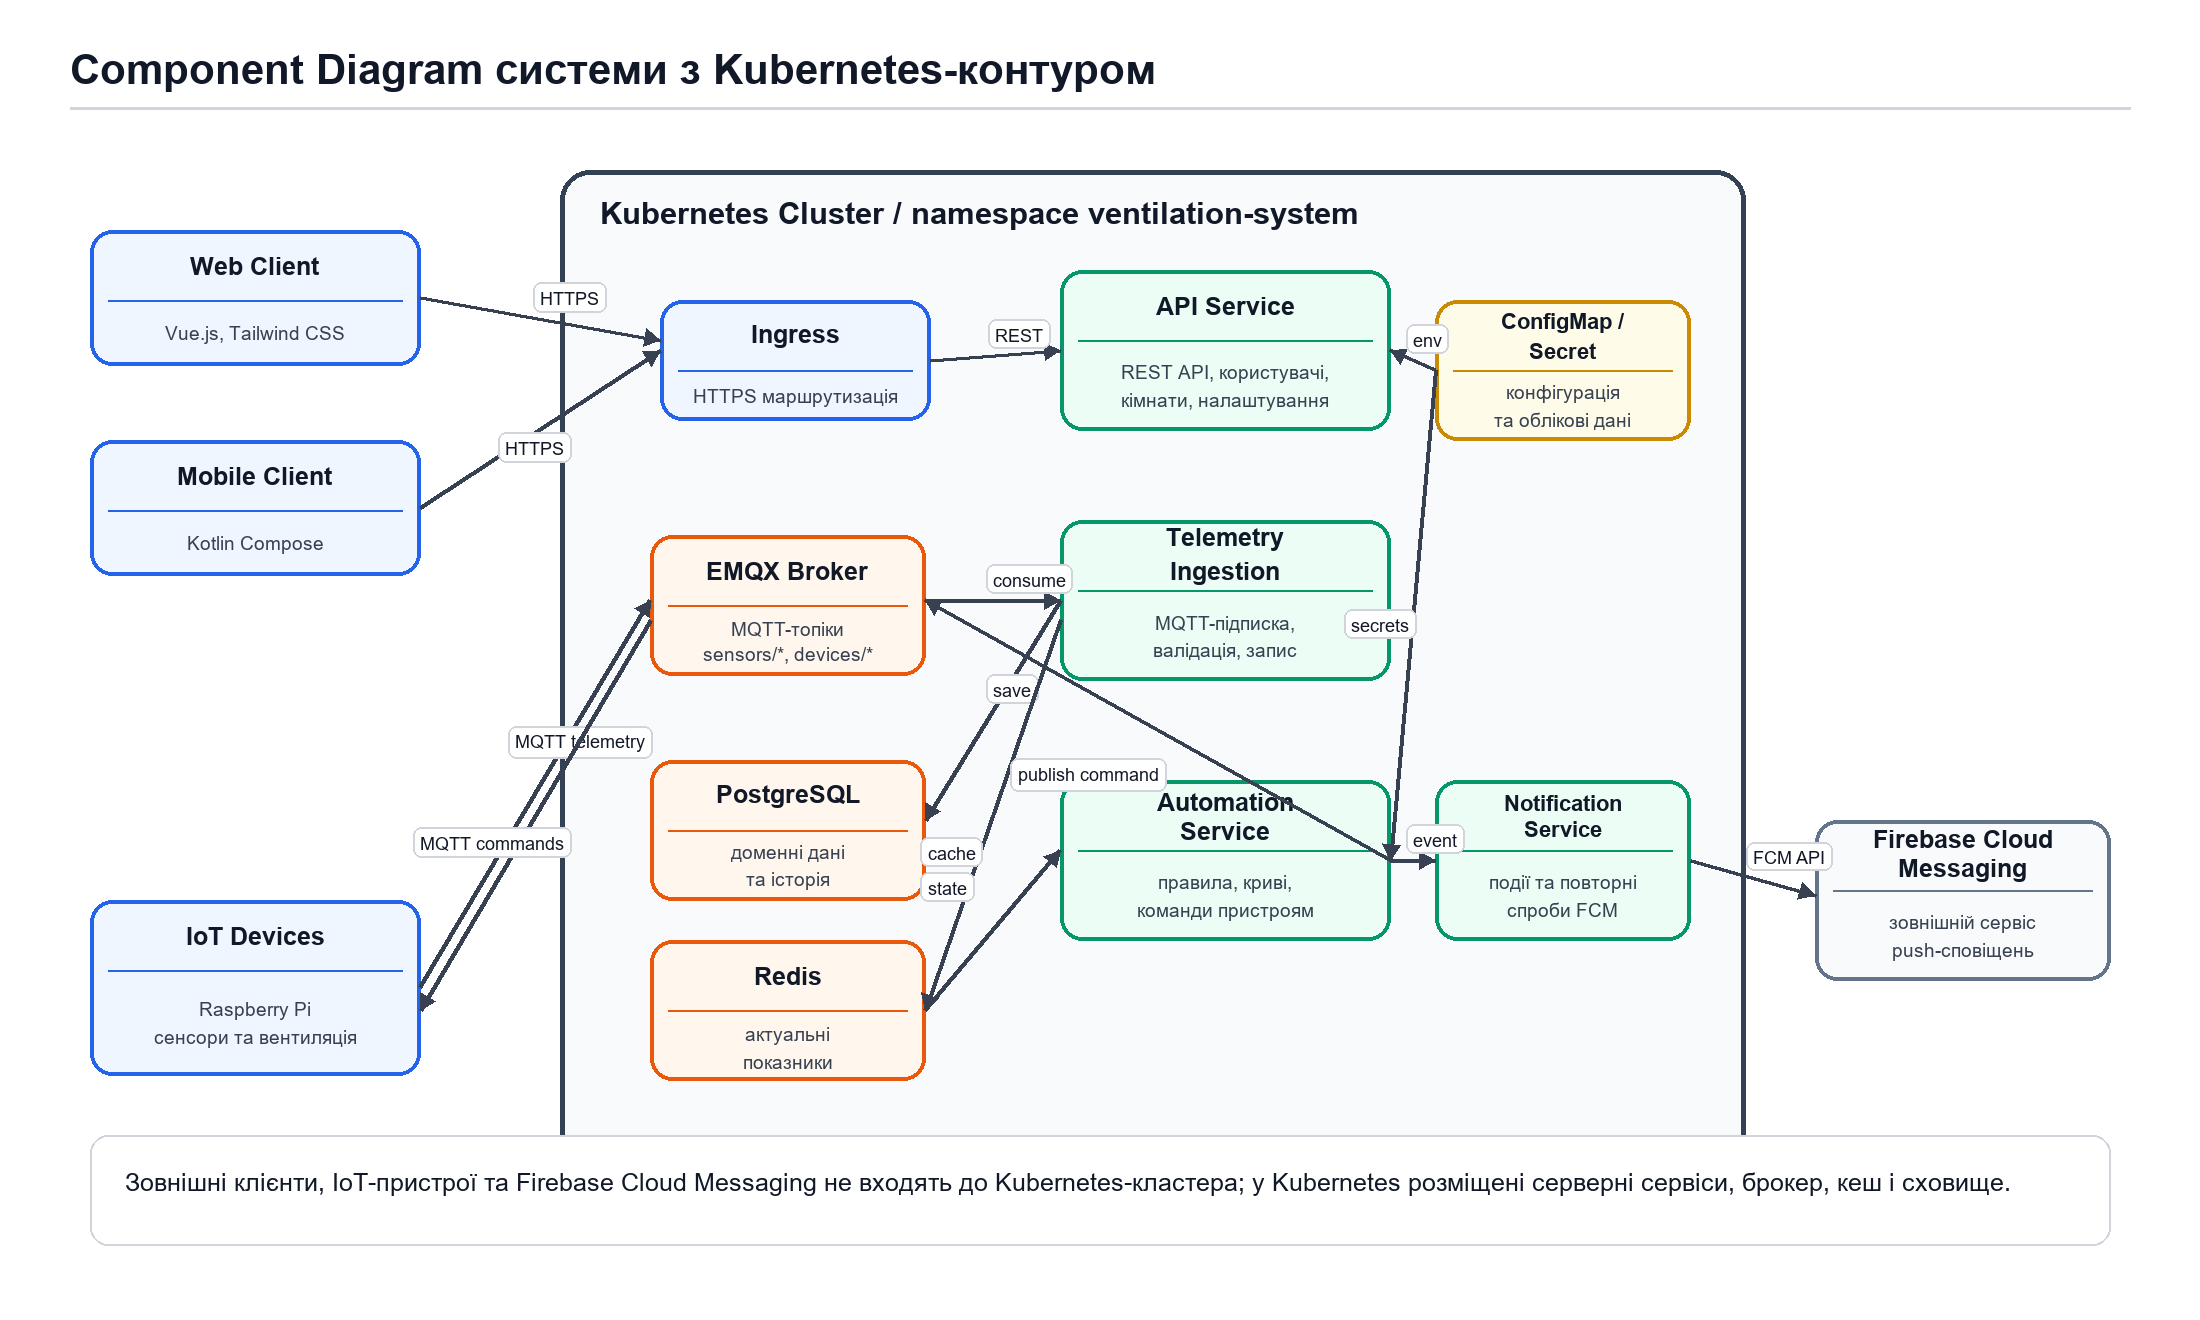 Component Diagram системи з Kubernetes-контуром
Kubernetes Cluster / namespace ventilation-system
Web Client
Vue.js, Tailwind CSS
HTTPS
Ingress
HTTPS маршрутизація
REST
API Service
REST API, користувачі,
кімнати, налаштування
env
ConfigMap /
Secret
конфігурація
та облікові дані
Mobile Client
Kotlin Compose
HTTPS
EMQX Broker
MQTT-топіки
sensors/*, devices/*
consume
Telemetry
Ingestion
MQTT-підписка,
валідація, запис
secrets
save
MQTT telemetry
MQTT commands
PostgreSQL
доменні дані
та історія
publish command
cache
state
Automation
Service
правила, криві,
команди пристроям
event
Notification
Service
події та повторні
спроби FCM
FCM API
Firebase Cloud
Messaging
зовнішній сервіс
push-сповіщень
IoT Devices
Raspberry Pi
сенсори та вентиляція
Redis
актуальні
показники
Зовнішні клієнти, IoT-пристрої та Firebase Cloud Messaging не входять до Kubernetes-кластера; у Kubernetes розміщені серверні сервіси, брокер, кеш і сховище.